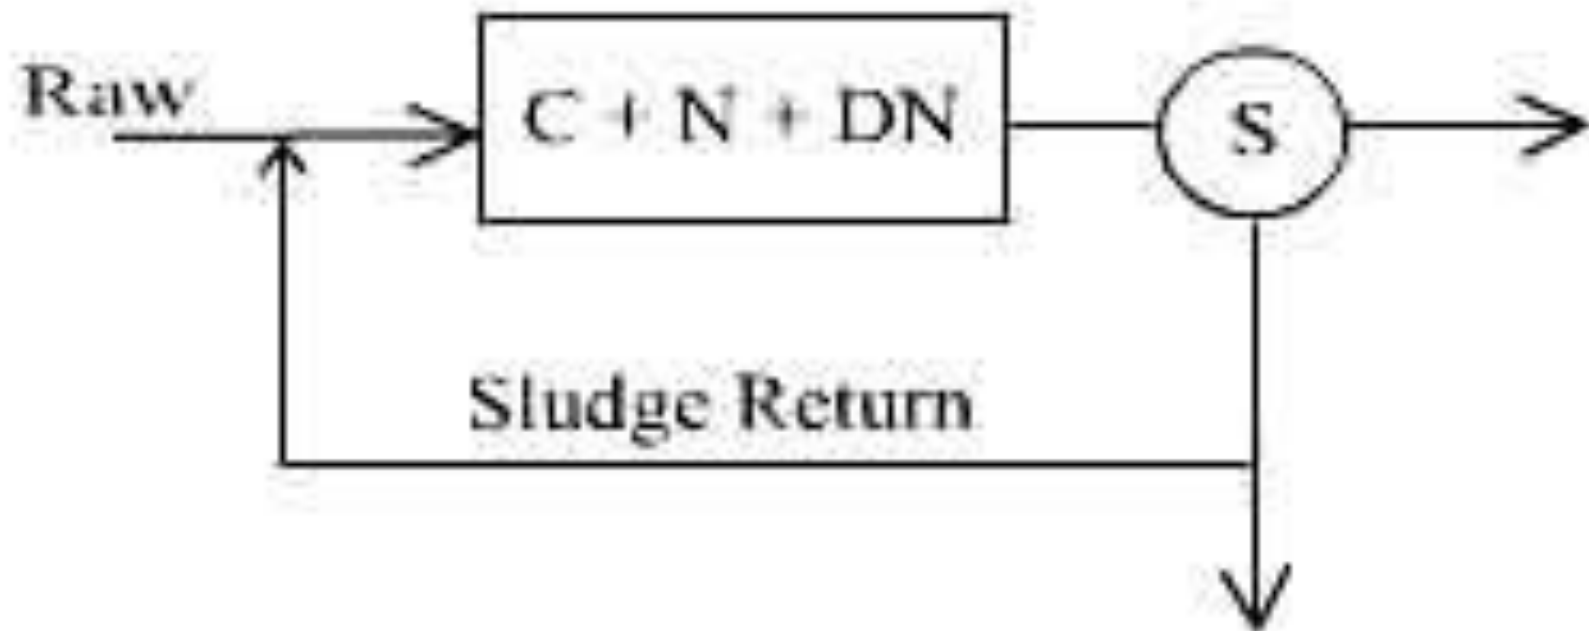 Raw
C + N + DN
S
Sludge Return